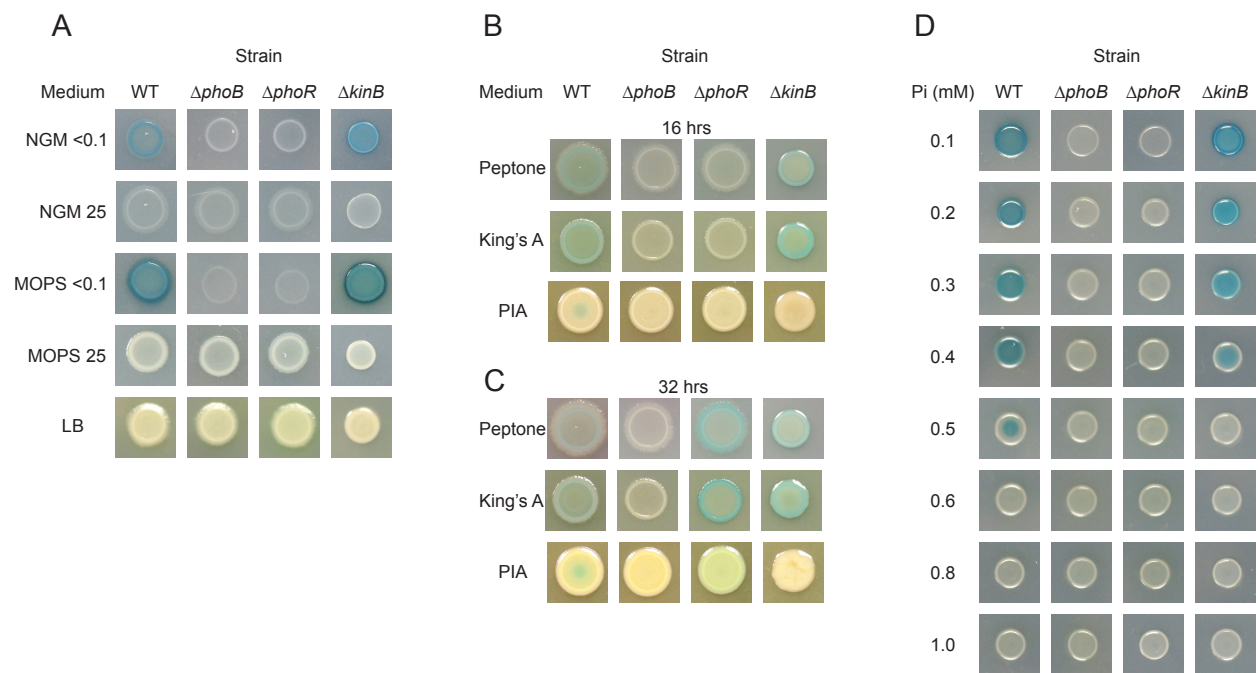 A
Strain
Medium WT ΔphoB ΔphoR ΔkinB
NGM <0.1
NGM 25
MOPS <0.1
MOPS 25
LB
B
Strain
Medium WT ΔphoB ΔphoR ΔkinB
16 hrs
Peptone
King's A
PIA
C
32 hrs
Peptone
King's A
PIA
D
Strain
Pi (mM) WT ΔphoB ΔphoR ΔkinB
0.1
0.2
0.3
0.4
0.5
0.6
0.8
1.0